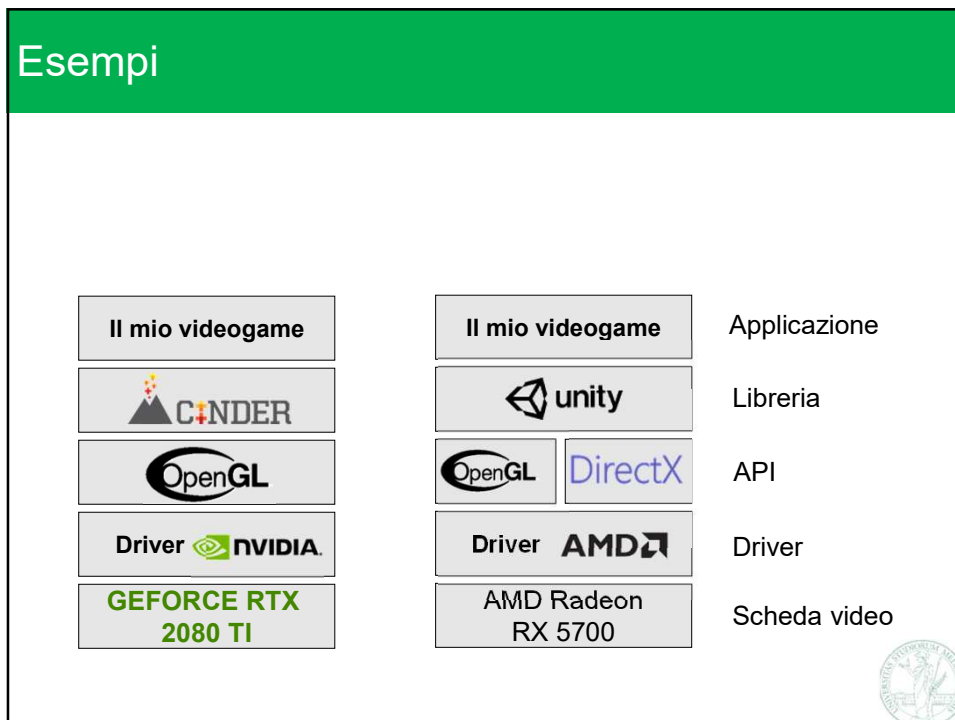 Esempi
Il mio videogame
Il mio videogame
Applicazione
CINDER
unity
Libreria
OpenGL
OpenGL
DirectX
API
Driver NVIDIA.
Driver AMD
Driver
GEFORCE RTX
2080 TI
AMD Radeon
RX 5700
Scheda video